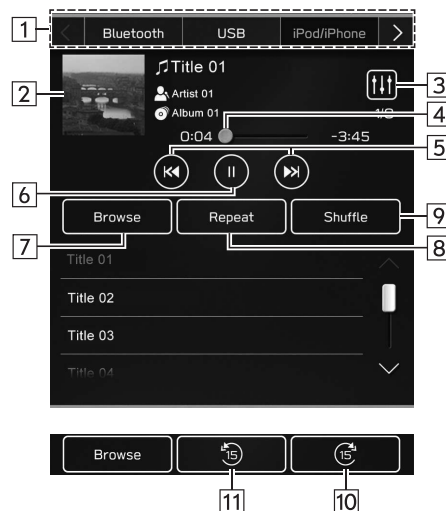 1 Bluetooth USB iPod/iPhone
2 Title 01 3
Artist 01
Album 01 4
0:04 -3:45 5
6
7 Browse Repeat Shuffle 9
8
Title 01
Title 02
Title 03
Title 04
Browse 15 15
11 10